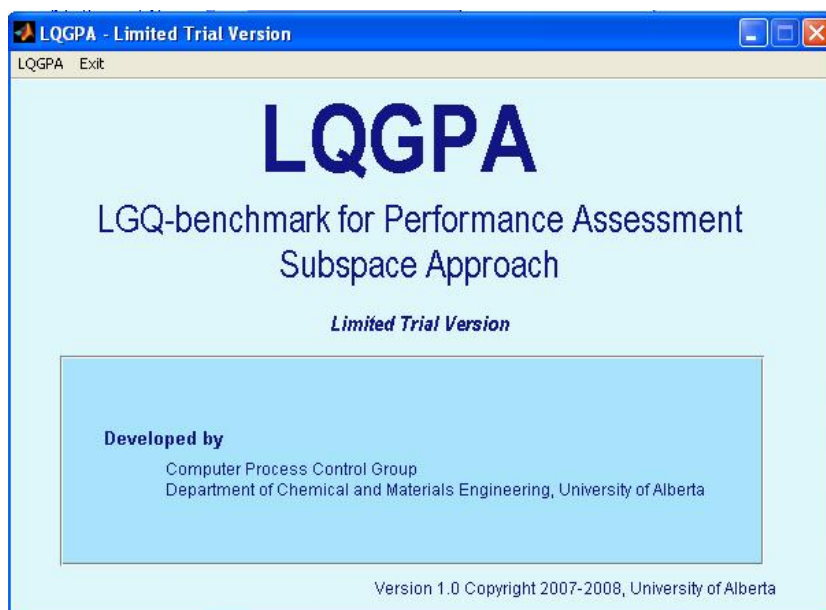 LQGPA - Limited Trial Version
LQGPA Exit
LQGPA
LGQ-benchmark for Performance Assessment
Subspace Approach
Limited Trial Version
Developed by
Computer Process Control Group
Department of Chemical and Materials Engineering, University of Alberta
Version 1.0 Copyright 2007-2008, University of Alberta